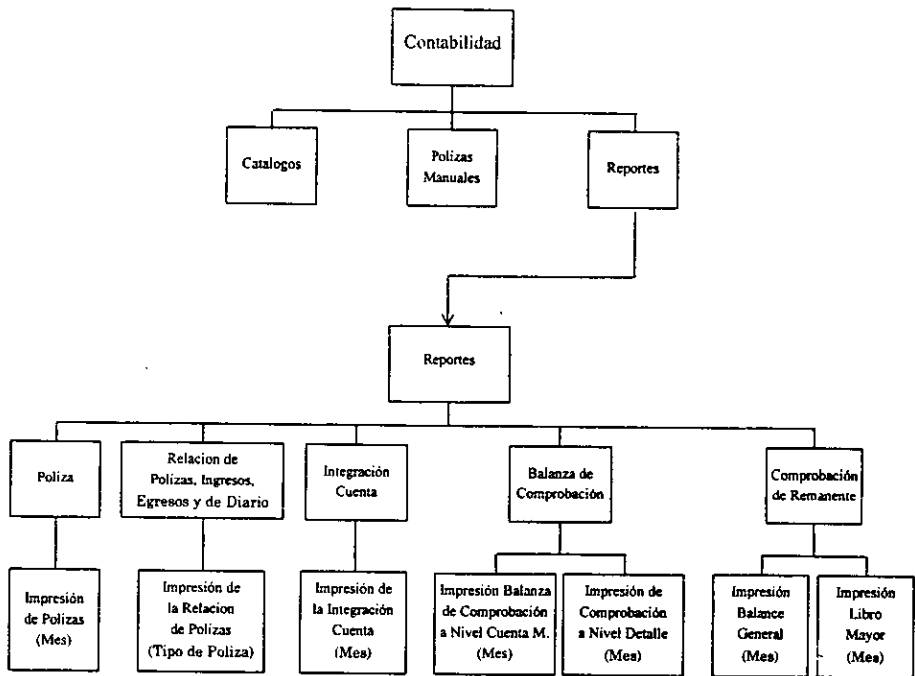 Contabilidad
Catalogos
Polizas
Manuales
Reportes
Reportes
Poliza
Relacion de
Polizas, Ingresos,
Egresos y de Diario
Integración
Cuenta
Balanza de
Comprobación
Comprobación
de Remanente
Impresión
de Polizas
(Mes)
Impresión de
la Relacion
de Polizas
(Tipo de Poliza)
Impresión de
la Integración
Cuenta
(Mes)
Impresión Balanza
de Comprobación
a Nivel Cuenta M.
(Mes)
Impresión de
Comprobación
a Nivel Detalle
(Mes)
Impresión
Balance
General
(Mes)
Impresión
Libro
Mayor
(Mes)